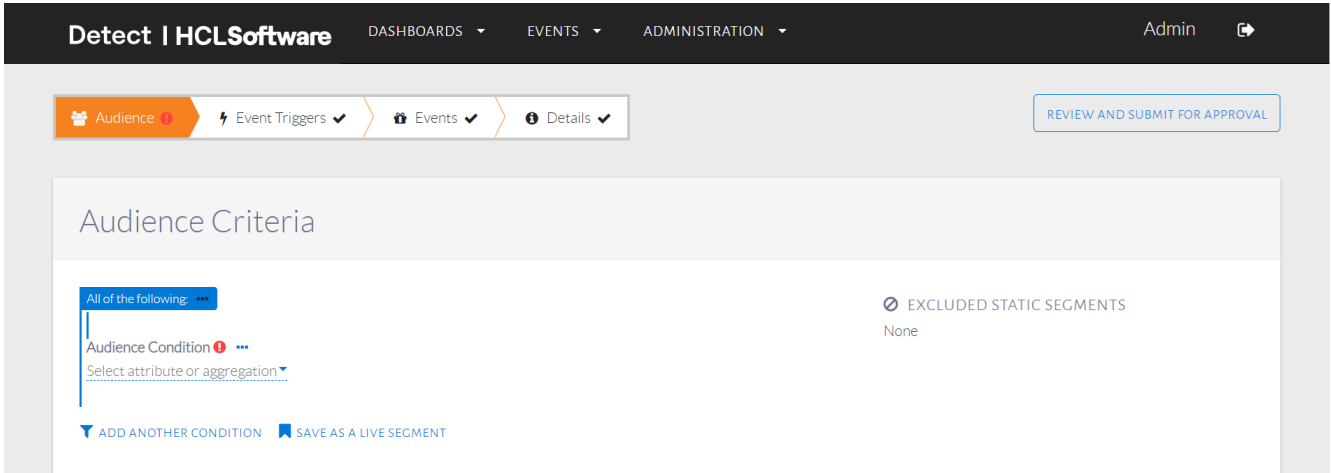 Detect | HCLSoftware DASHBOARDS EVENTS ADMINISTRATION Admin
Audience Event Triggers Events Details REVIEW AND SUBMIT FOR APPROVAL
Audience Criteria
All of the following: ...
EXCLUDED STATIC SEGMENTS
None
Audience Condition ...
Select attribute or aggregation
ADD ANOTHER CONDITION SAVE AS A LIVE SEGMENT